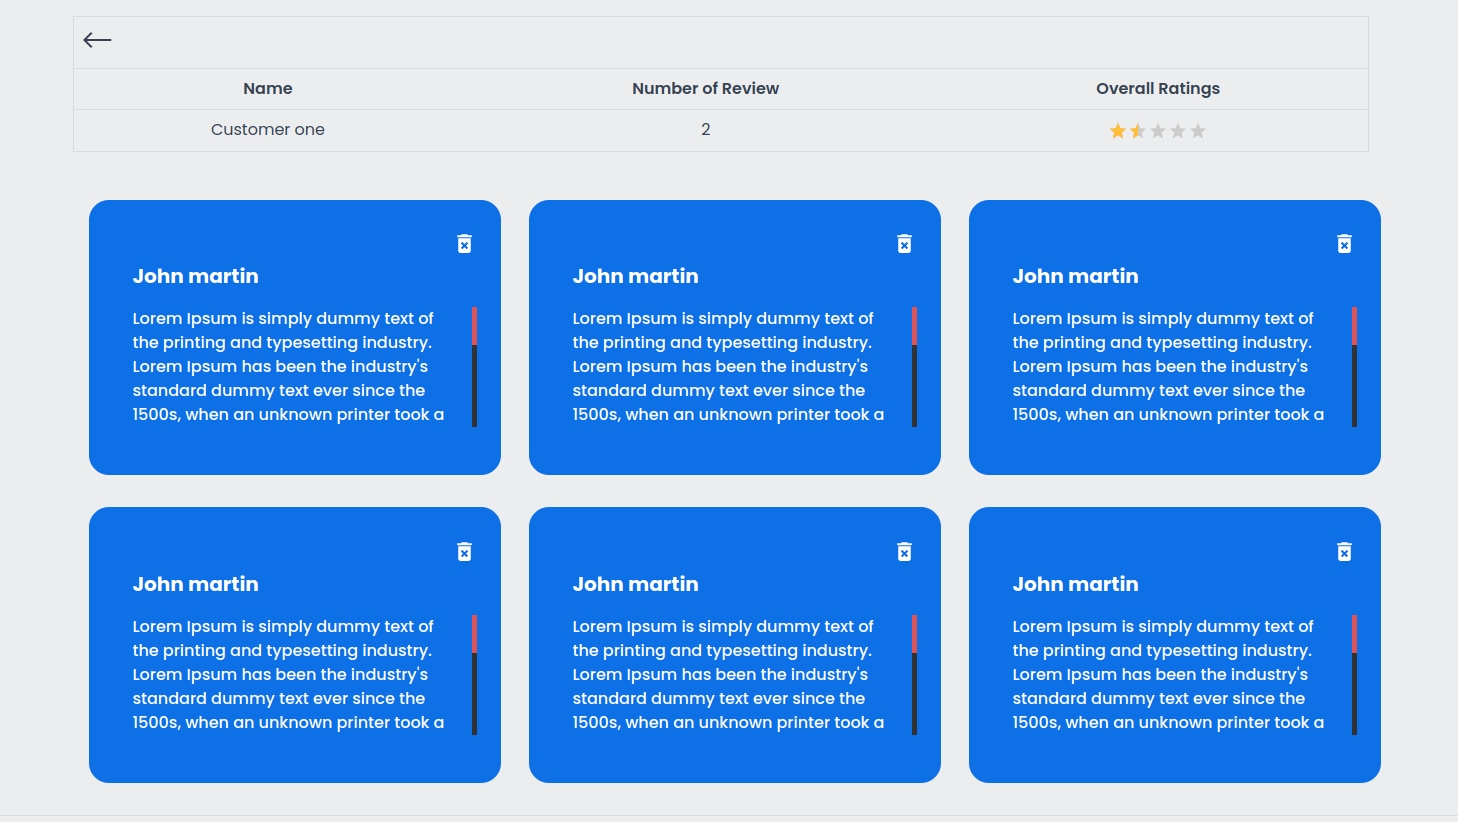 Name
Number of Review
Overall Ratings
Customer one
2
John martin
Lorem Ipsum is simply dummy text of
the printing and typesetting industry.
Lorem Ipsum has been the industry's
standard dummy text ever since the
1500s, when an unknown printer took a
John martin
Lorem Ipsum is simply dummy text of
the printing and typesetting industry.
Lorem Ipsum has been the industry's
standard dummy text ever since the
1500s, when an unknown printer took a
John martin
Lorem Ipsum is simply dummy text of
the printing and typesetting industry.
Lorem Ipsum has been the industry's
standard dummy text ever since the
1500s, when an unknown printer took a
John martin
Lorem Ipsum is simply dummy text of
the printing and typesetting industry.
Lorem Ipsum has been the industry's
standard dummy text ever since the
1500s, when an unknown printer took a
John martin
Lorem Ipsum is simply dummy text of
the printing and typesetting industry.
Lorem Ipsum has been the industry's
standard dummy text ever since the
1500s, when an unknown printer took a
John martin
Lorem Ipsum is simply dummy text of
the printing and typesetting industry.
Lorem Ipsum has been the industry's
standard dummy text ever since the
1500s, when an unknown printer took a